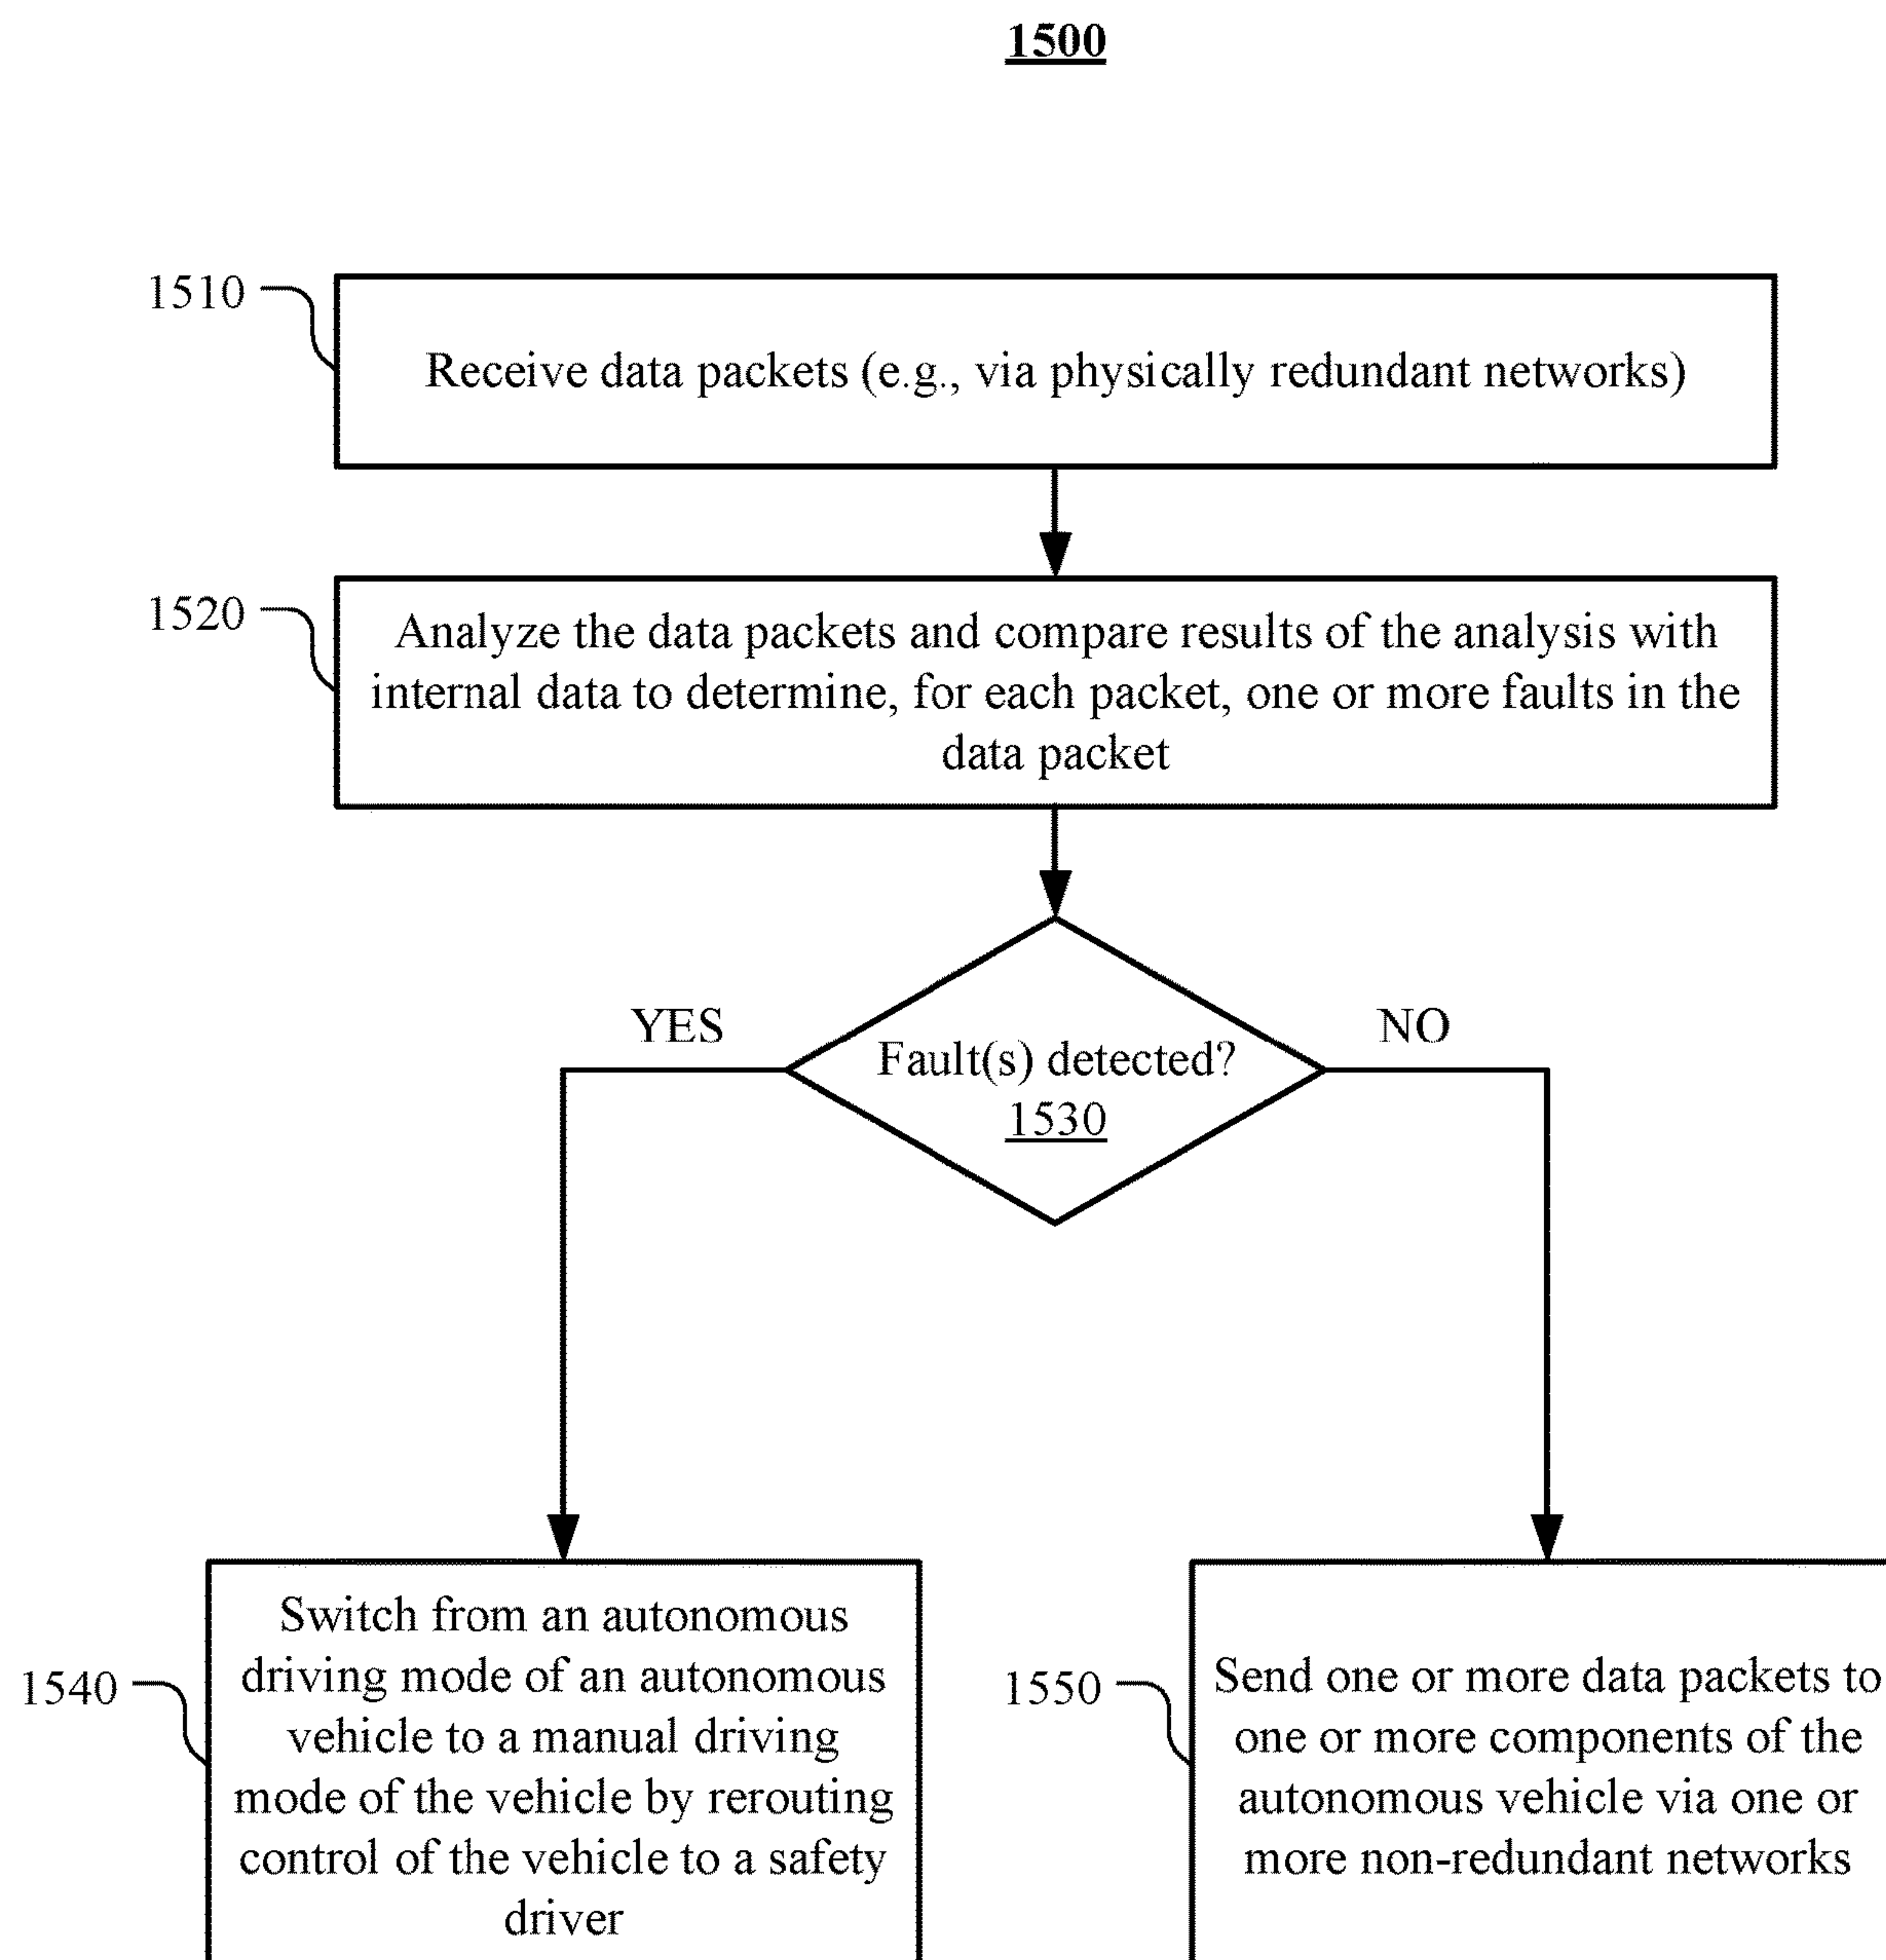 1500
1510
Receive data packets (e.g., via physically redundant networks)
1520
Analyze the data packets and compare results of the analysis with
internal data to determine, for each packet, one or more faults in the
data packet
YES
NO
Fault(s) detected?
1530
1540
Switch from an autonomous
driving mode of an autonomous
vehicle to a manual driving
mode of the vehicle by rerouting
control of the vehicle to a safety
driver
1550
Send one or more data packets to
one or more components of the
autonomous vehicle via one or
more non-redundant networks